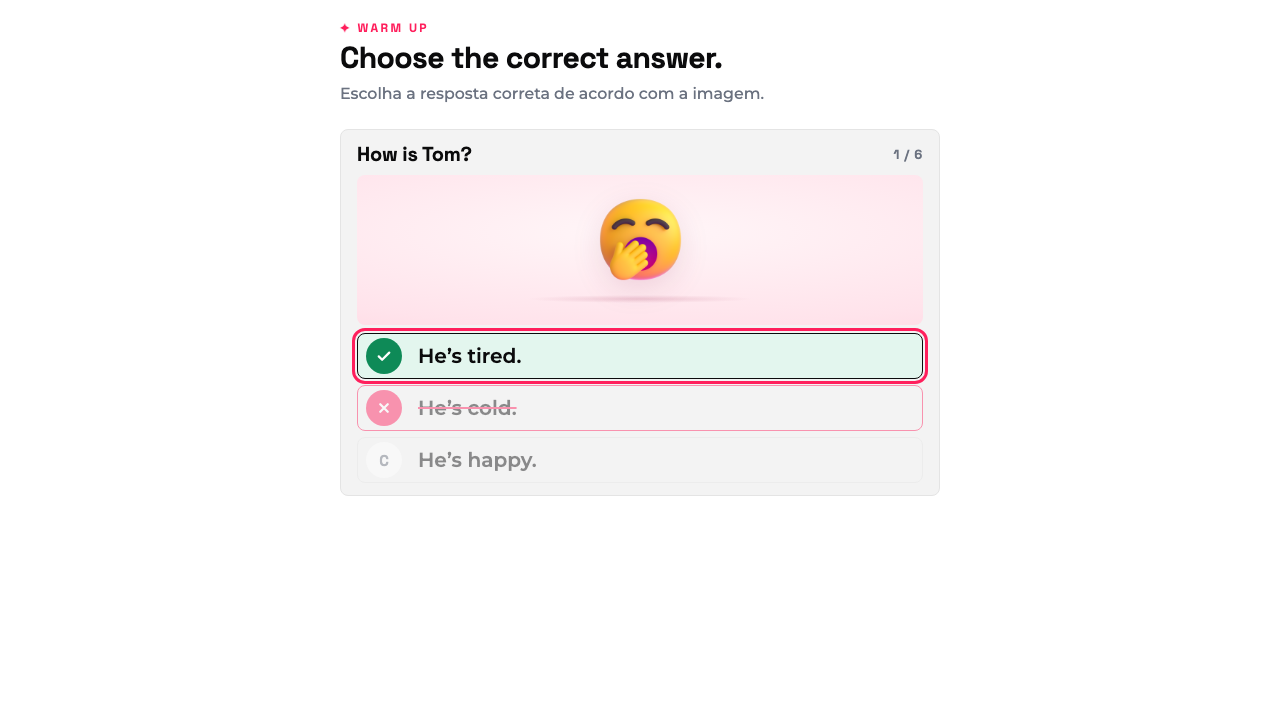 ✦ WARM UP
Choose the correct answer.
Escolha a resposta correta de acordo com a imagem.
How is Tom?
1 / 6
He’s tired.
He’s cold.
C
He’s happy.